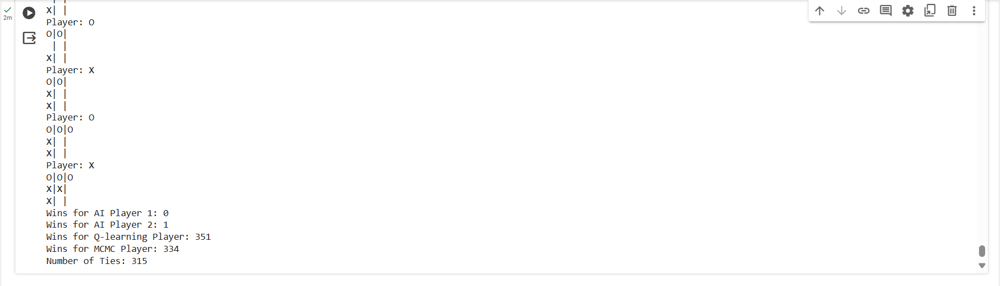 2m
X| |
Player: O
O|O|
 | |
X| |
Player: X
O|O|
X| |
X| |
Player: O
O|O|O
X| |
X| |
Player: X
O|O|O
X|X|
X| |
Wins for AI Player 1: 0
Wins for AI Player 2: 1
Wins for Q-learning Player: 351
Wins for MCMC Player: 334
Number of Ties: 315